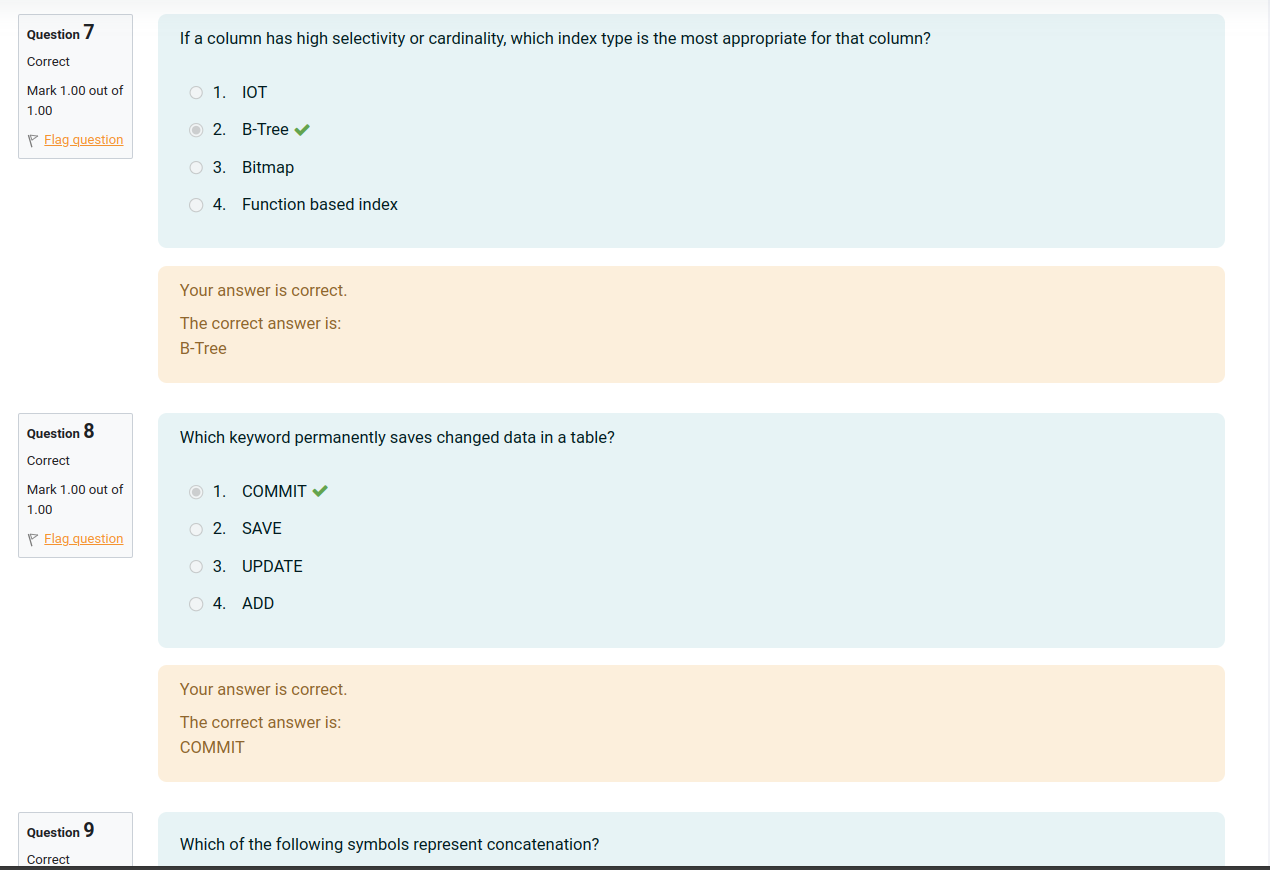 Question 7
Correct
Mark 1.00 out of
1.00
Flag question
If a column has high selectivity or cardinality, which index type is the most appropriate for that column?
1. IOT
2. B-Tree
3. Bitmap
4. Function based index
Your answer is correct.
The correct answer is:
B-Tree
Question 8
Correct
Mark 1.00 out of
1.00
Flag question
Which keyword permanently saves changed data in a table?
1. COMMIT
2. SAVE
3. UPDATE
4. ADD
Your answer is correct.
The correct answer is:
COMMIT
Question 9
Correct
Which of the following symbols represent concatenation?